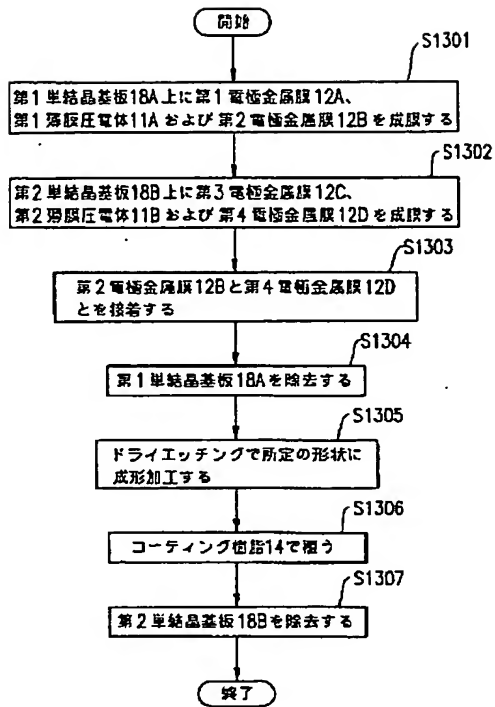 開始
S1301
第1単結晶基板18A上に第1電極金属膜12A、
第1薄膜圧電体11Aおよび第2電極金属膜12Bを成膜する
S1302
第2単結晶基板18B上に第3電極金属膜12C、
第2薄膜圧電体11Bおよび第4電極金属膜12Dを成膜する
S1303
第2電極金属膜12Bと第4電極金属膜12D
とを接着する
S1304
第1単結晶基板18Aを除去する
S1305
ドライエッチングで所定の形状に
成形加工する
S1306
コーティング樹脂14で覆う
S1307
第2単結晶基板18Bを除去する
終了